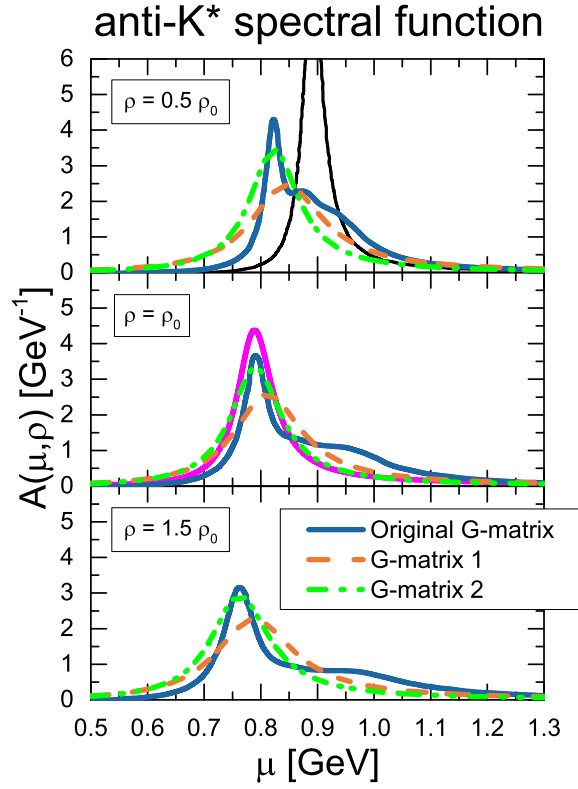 anti-K* spectral function
6
ρ = 0.5 ρ₀
5
4
3
2
1
0
ρ = ρ₀
5
4
3
2
1
0
A(μ,ρ) [GeV⁻¹]
ρ = 1.5 ρ₀
5
4
3
2
1
0
Original G-matrix
G-matrix 1
G-matrix 2
0.5 0.6 0.7 0.8 0.9 1.0 1.1 1.2 1.3
μ [GeV]